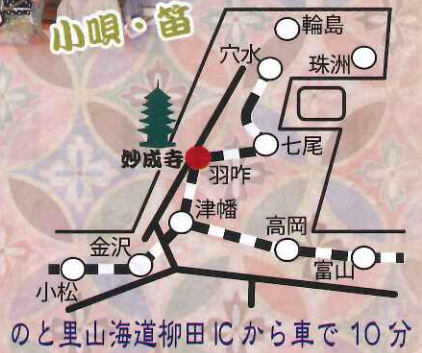 小唄・笛
輪島
穴水
珠洲
七尾
妙成寺
羽咋
津幡
高岡
金沢
富山
小松
のと里山海道柳田ICから車で10分